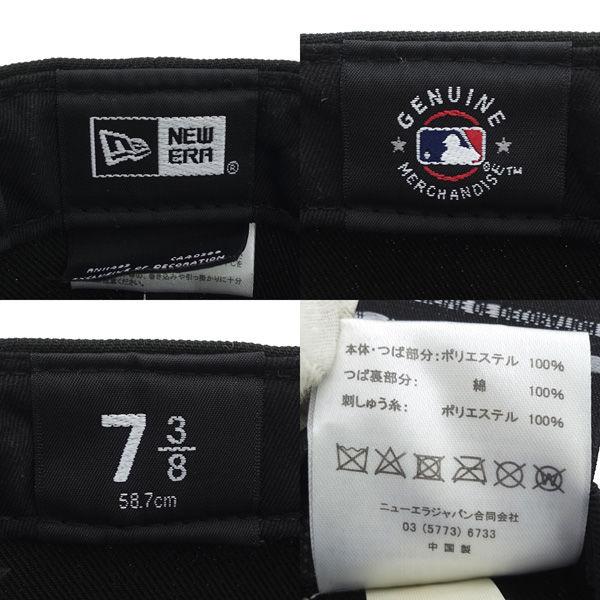 NEW
ERA®
GENUINE
MERCHANDISE™
OF DECORATION
7 3/8
58.7cm
本体・つば部分：ポリエステル 100%
つば裏部分： 綿 100%
刺しゅう糸： ポリエステル 100%
ニューエラジャパン合同会社
03 (5773) 6733
中 国 製